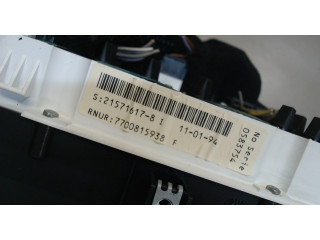 S:21571617-8 I 11-01-94
RNUR:7700815938 F
No serie
0583754